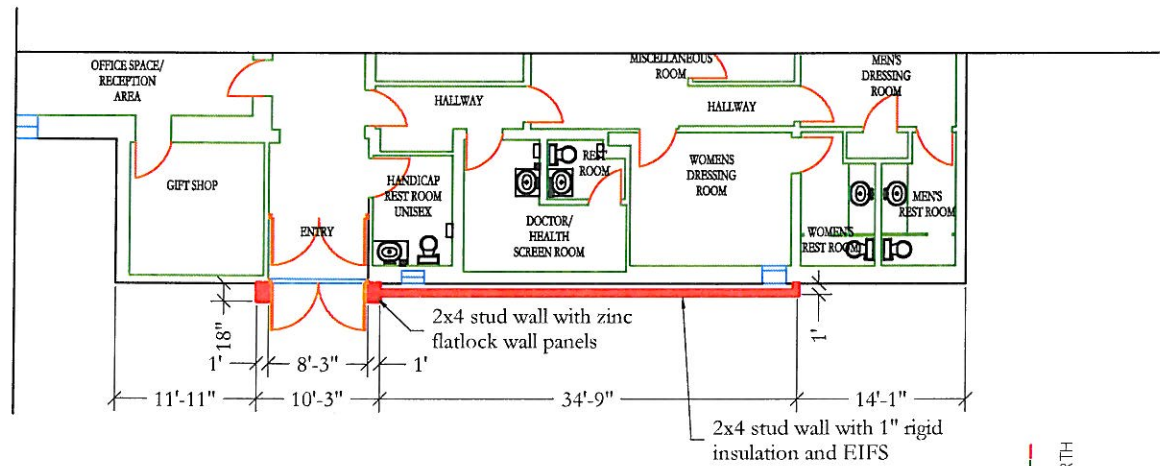 OFFICE SPACE/
RECEPTION
AREA
HALLWAY
MISCELLANEOUS
ROOM
HALLWAY
MEN'S
DRESSING
ROOM
GIFT SHOP
HANDICAP
REST ROOM
UNISEX
REST
ROOM
WOMENS
DRESSING
ROOM
MEN'S
REST ROOM
ENTRY
DOCTOR/
HEALTH
SCREEN ROOM
WOMEN'S
REST ROOM
18"
2x4 stud wall with zinc
flatlock wall panels
1'
1'
8'-3"
1'
11'-11"
10'-3"
34'-9"
14'-1"
2x4 stud wall with 1" rigid
insulation and EIFS